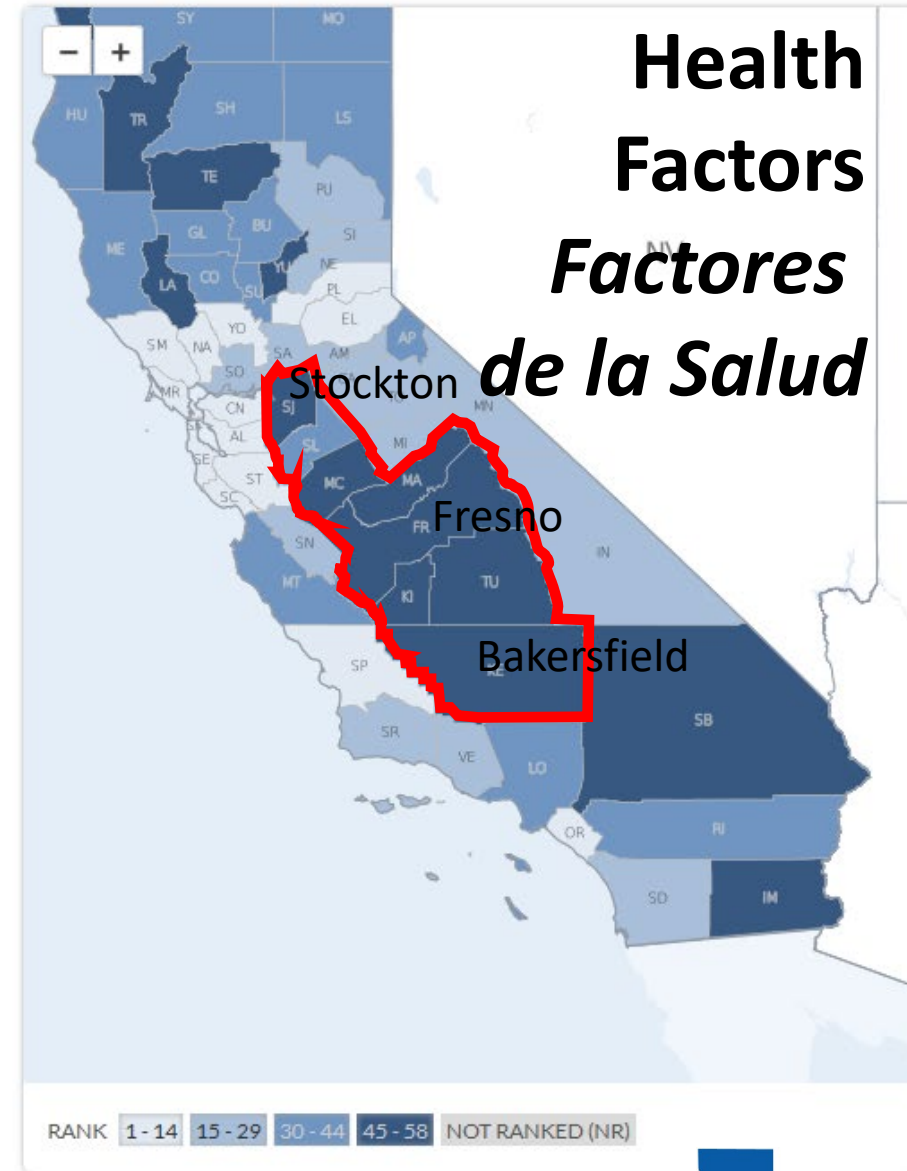 − +
Health
Factors
Factores
de la Salud
NV
SY
MO
HU
TR
SH
LS
TE
PU
GL
BU
SI
ME
NE
LA
CO
SU
YU
PL
EL
YO
SM
NA
SA
AM
AP
SO
Stockton
MR
CN
SJ
MN
AL
SL
MI
SE
ST
MC
MA
SC
FR
Fresno
SN
IN
MT
KI
TU
SP
KE
Bakersfield
SR
VE
LO
SB
OR
RI
SD
IM
RANK 1 - 14 15 - 29 30 - 44 45 - 58 NOT RANKED (NR)